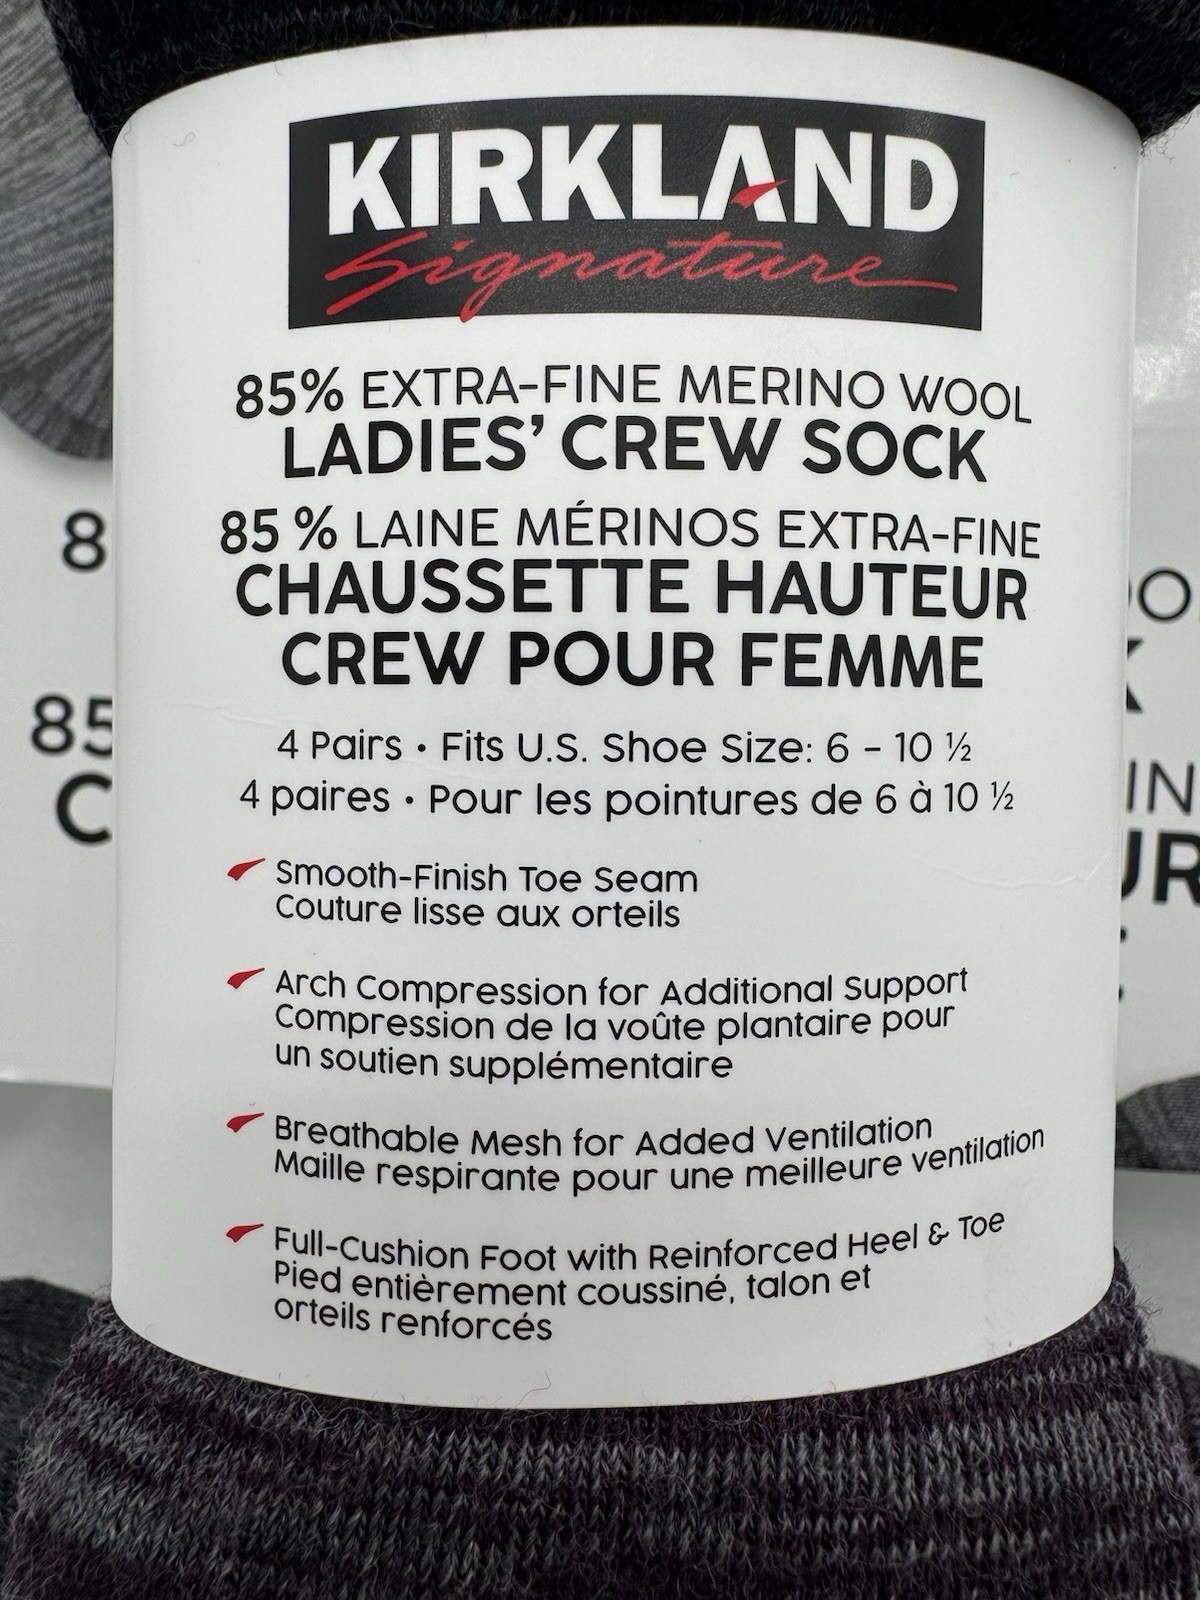 KIRKLAND
Signature
85% EXTRA-FINE MERINO WOOL
LADIES' CREW SOCK
85 % LAINE MÉRINOS EXTRA-FINE
CHAUSSETTE HAUTEUR
CREW POUR FEMME
4 Pairs • Fits U.S. Shoe Size: 6 – 10 ½
4 paires • Pour les pointures de 6 à 10 ½
Smooth-Finish Toe Seam
Couture lisse aux orteils
Arch Compression for Additional Support
Compression de la voûte plantaire pour
un soutien supplémentaire
Breathable Mesh for Added Ventilation
Maille respirante pour une meilleure ventilation
Full-Cushion Foot with Reinforced Heel & Toe
Pied entièrement coussiné, talon et
orteils renforcés